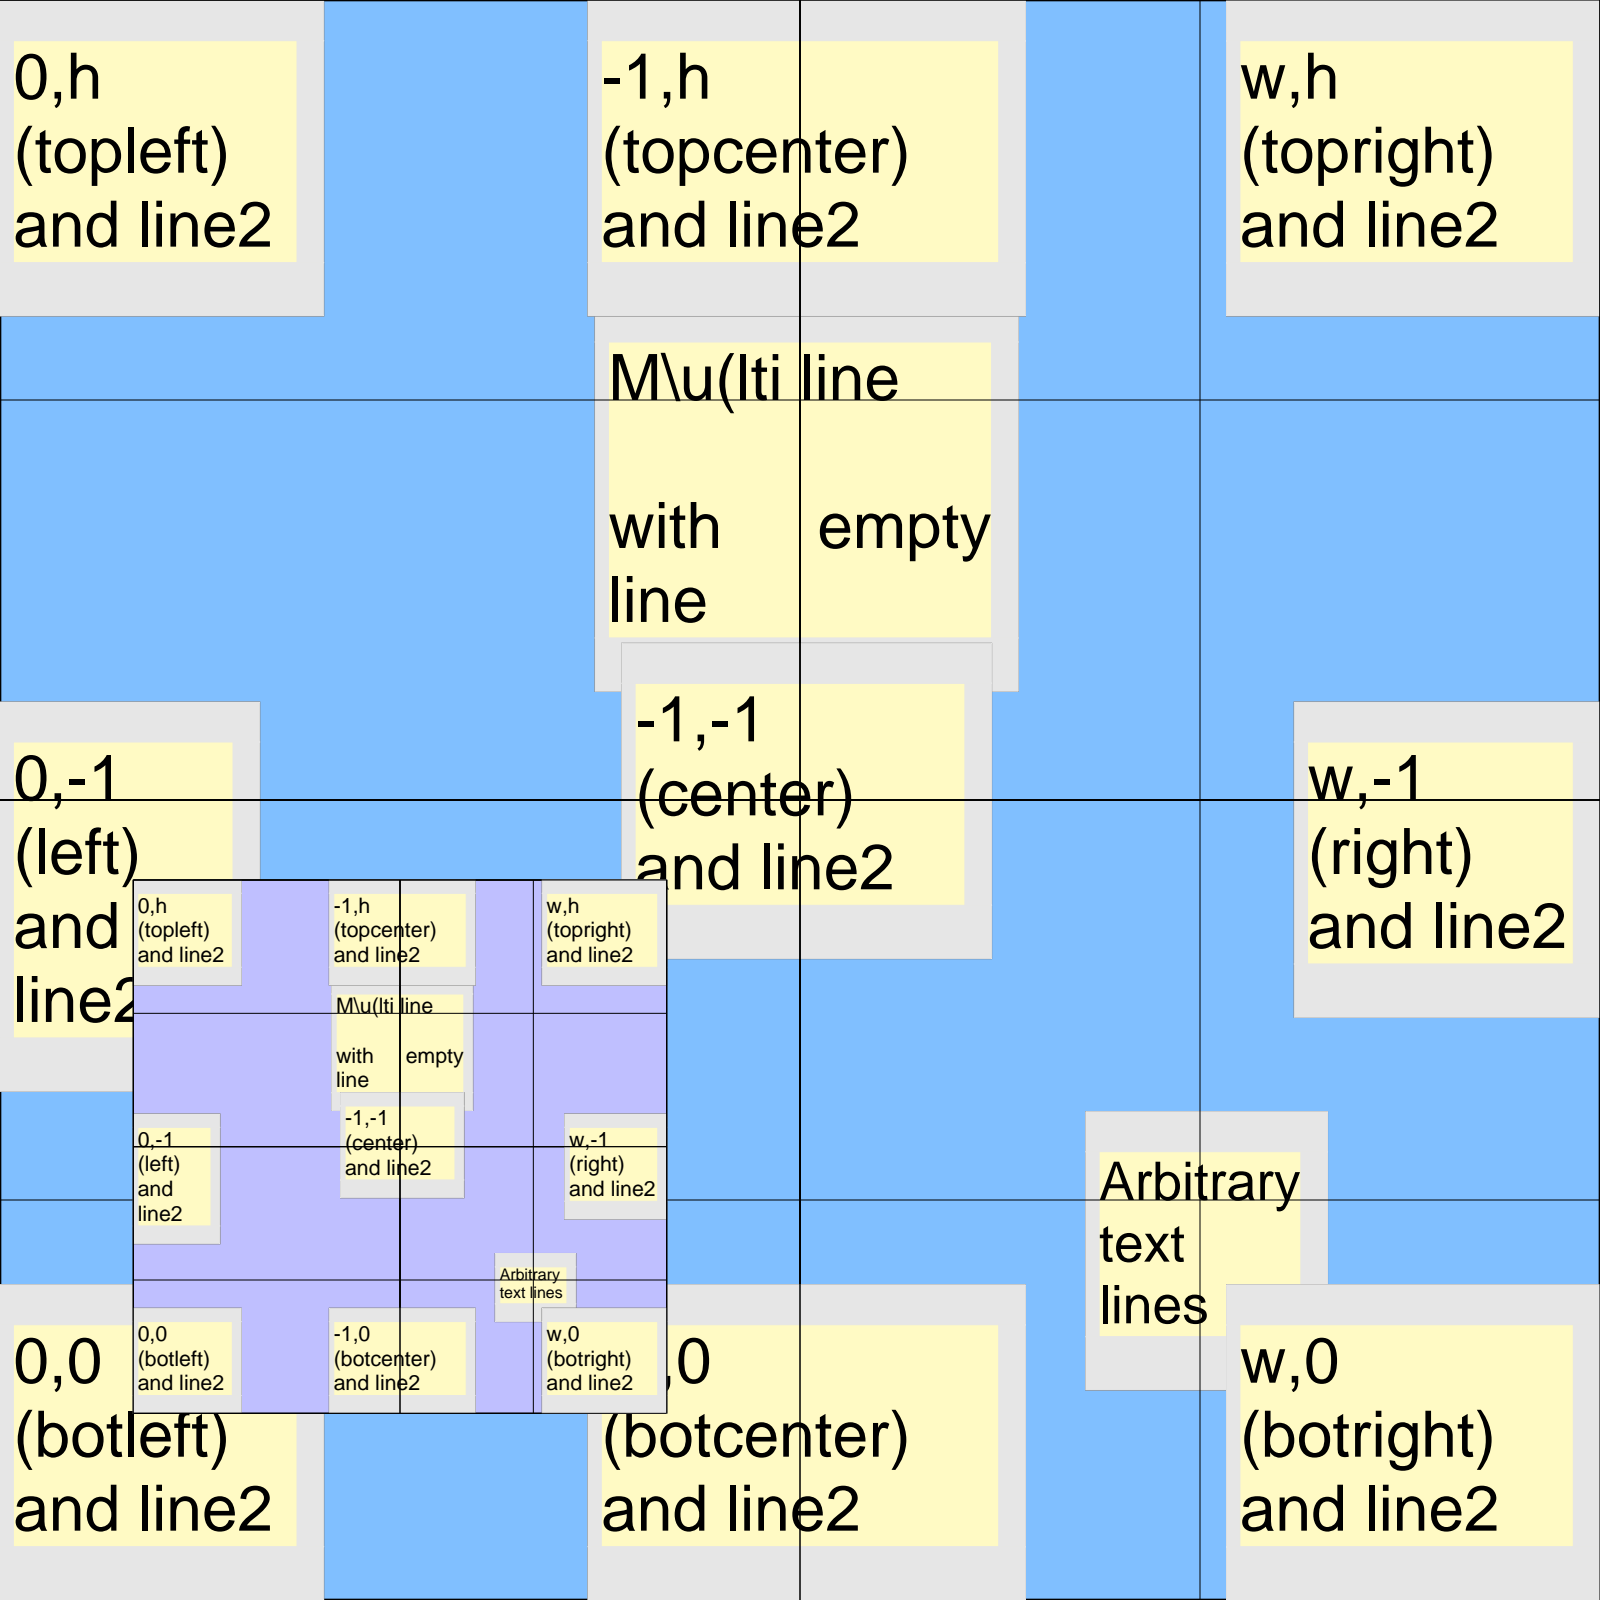 0,h
(topleft)
and line2
-1,h
(topcenter)
and line2
w,h
(topright)
and line2
M\u(lti line
with empty
line
-1,-1
(center)
and line2
0,-1
(left)
and
line2
w,-1
(right)
and line2
0,h
(topleft)
and line2
-1,h
(topcenter)
and line2
w,h
(topright)
and line2
M\u(lti line
with empty
line
-1,-1
(center)
and line2
0,-1
(left)
and
line2
w,-1
(right)
and line2
Arbitrary
text lines
0,0
(botleft)
and line2
-1,0
(botcenter)
and line2
w,0
(botright)
and line2
Arbitrary
text
lines
0,0
(botleft)
and line2
,0
(botcenter)
and line2
w,0
(botright)
and line2